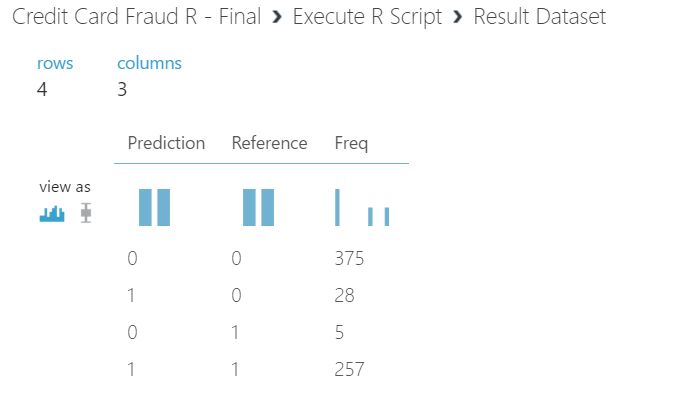 Credit Card Fraud R - Final > Execute R Script > Result Dataset
rows columns
4 3
Prediction Reference Freq
view as
0 0 375
1 0 28
0 1 5
1 1 257